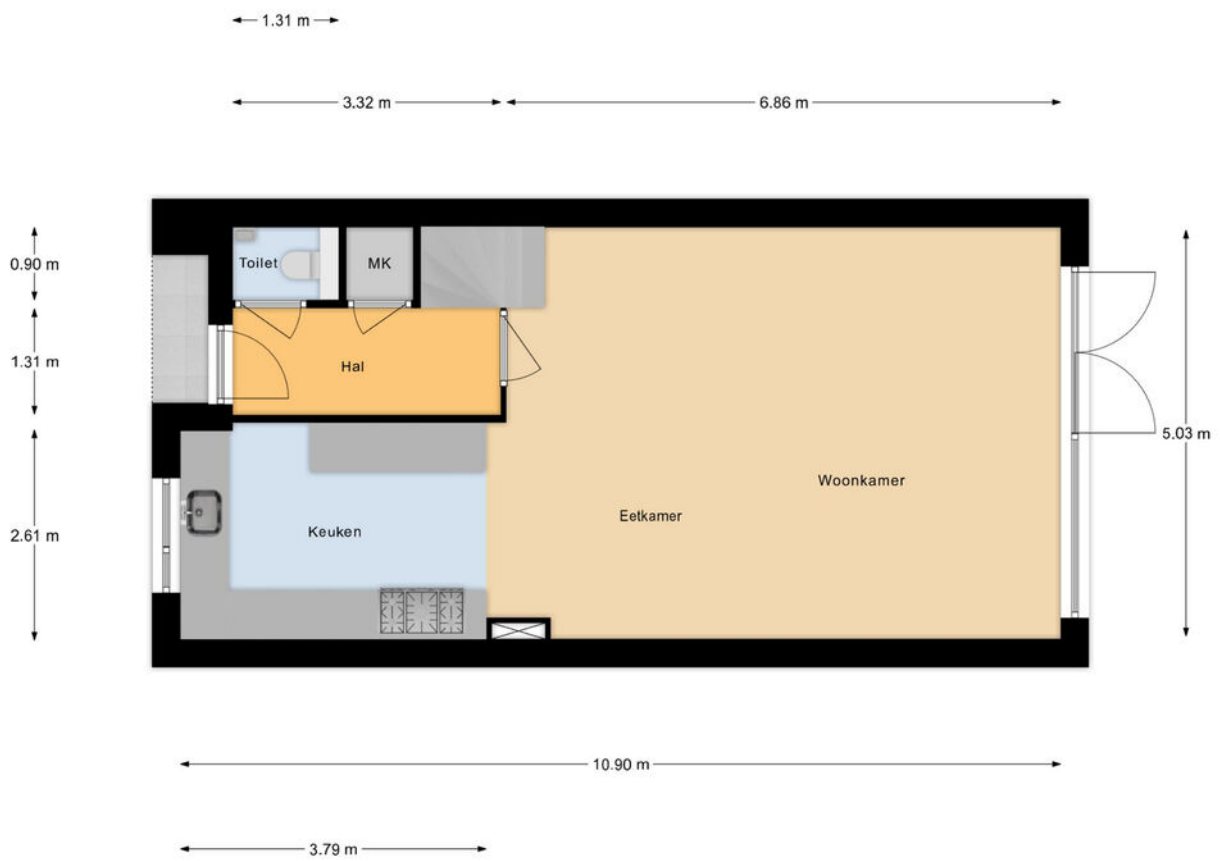 1.31 m
3.32 m
6.86 m
0.90 m
Toilet
MK
1.31 m
Hal
5.03 m
Woonkamer
Eetkamer
2.61 m
Keuken
10.90 m
3.79 m